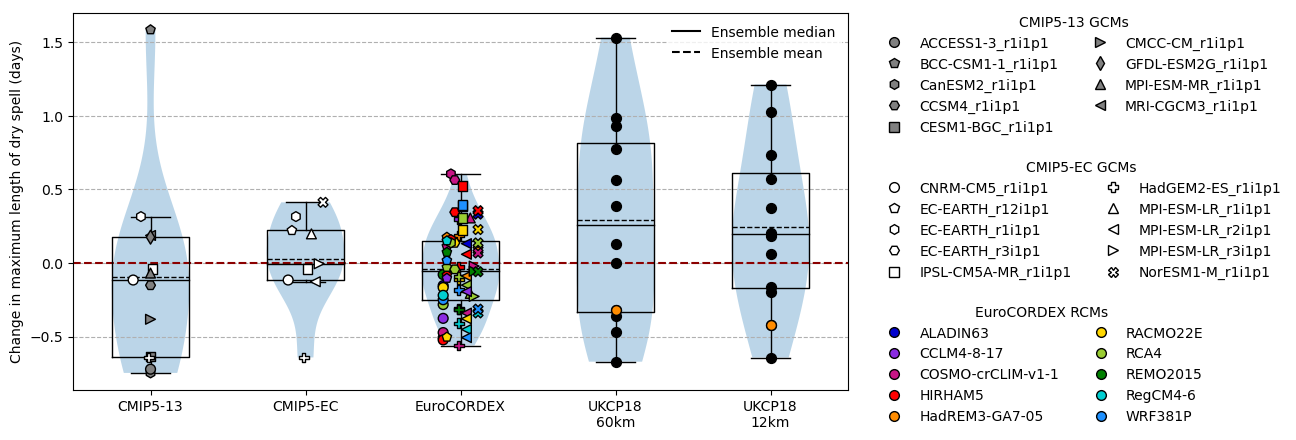 Change in maximum length of dry spell (days)
1.5
1.0
0.5
0.0
−0.5
Ensemble median
Ensemble mean
CMIP5-13
CMIP5-EC
EuroCORDEX
UKCP18
60km
UKCP18
12km
CMIP5-13 GCMs
ACCESS1-3_r1i1p1
BCC-CSM1-1_r1i1p1
CanESM2_r1i1p1
CCSM4_r1i1p1
CESM1-BGC_r1i1p1
CMCC-CM_r1i1p1
GFDL-ESM2G_r1i1p1
MPI-ESM-MR_r1i1p1
MRI-CGCM3_r1i1p1
CMIP5-EC GCMs
CNRM-CM5_r1i1p1
EC-EARTH_r12i1p1
EC-EARTH_r1i1p1
EC-EARTH_r3i1p1
IPSL-CM5A-MR_r1i1p1
HadGEM2-ES_r1i1p1
MPI-ESM-LR_r1i1p1
MPI-ESM-LR_r2i1p1
MPI-ESM-LR_r3i1p1
NorESM1-M_r1i1p1
EuroCORDEX RCMs
ALADIN63
CCLM4-8-17
COSMO-crCLIM-v1-1
HIRHAM5
HadREM3-GA7-05
RACMO22E
RCA4
REMO2015
RegCM4-6
WRF381P